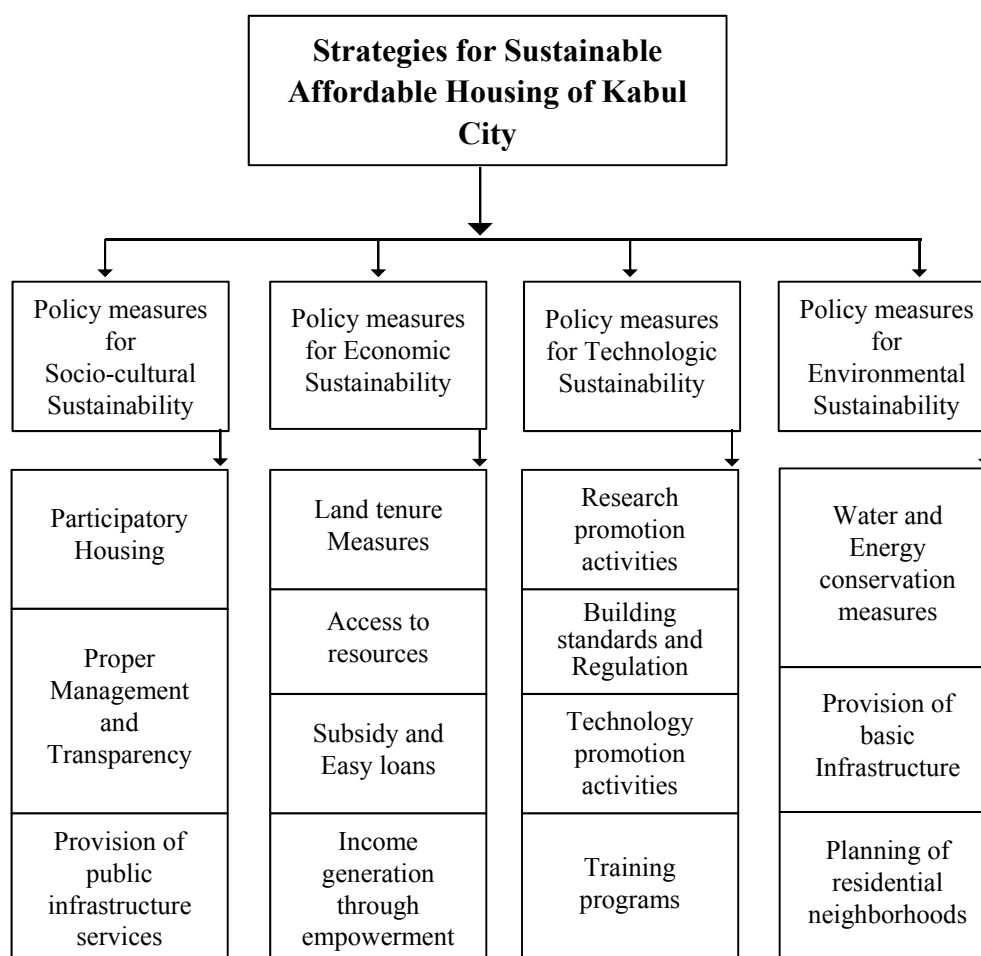 Strategies for Sustainable
Affordable Housing of Kabul
City
Policy measures
for
Socio-cultural
Sustainability
Policy measures
for Economic
Sustainability
Policy measures
for Technologic
Sustainability
Policy measures
for
Environmental
Sustainability
Participatory
Housing
Proper
Management
and
Transparency
Provision of
public
infrastructure
services
Land tenure
Measures
Access to
resources
Subsidy and
Easy loans
Income
generation
through
empowerment
Research
promotion
activities
Building
standards and
Regulation
Technology
promotion
activities
Training
programs
Water and
Energy
conservation
measures
Provision of
basic
Infrastructure
Planning of
residential
neighborhoods